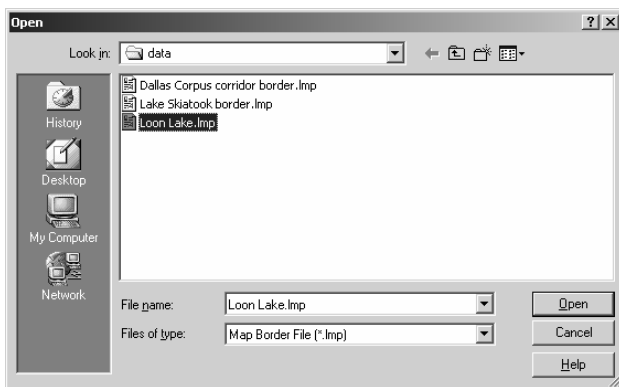 Open
Look in: data
History
Desktop
My Computer
Network
Dallas Corpus corridor border.lmp
Lake Skiatook border.lmp
Loon Lake.lmp
File name: Loon Lake.lmp
Open
Files of type: Map Border File (*.lmp)
Cancel
Help